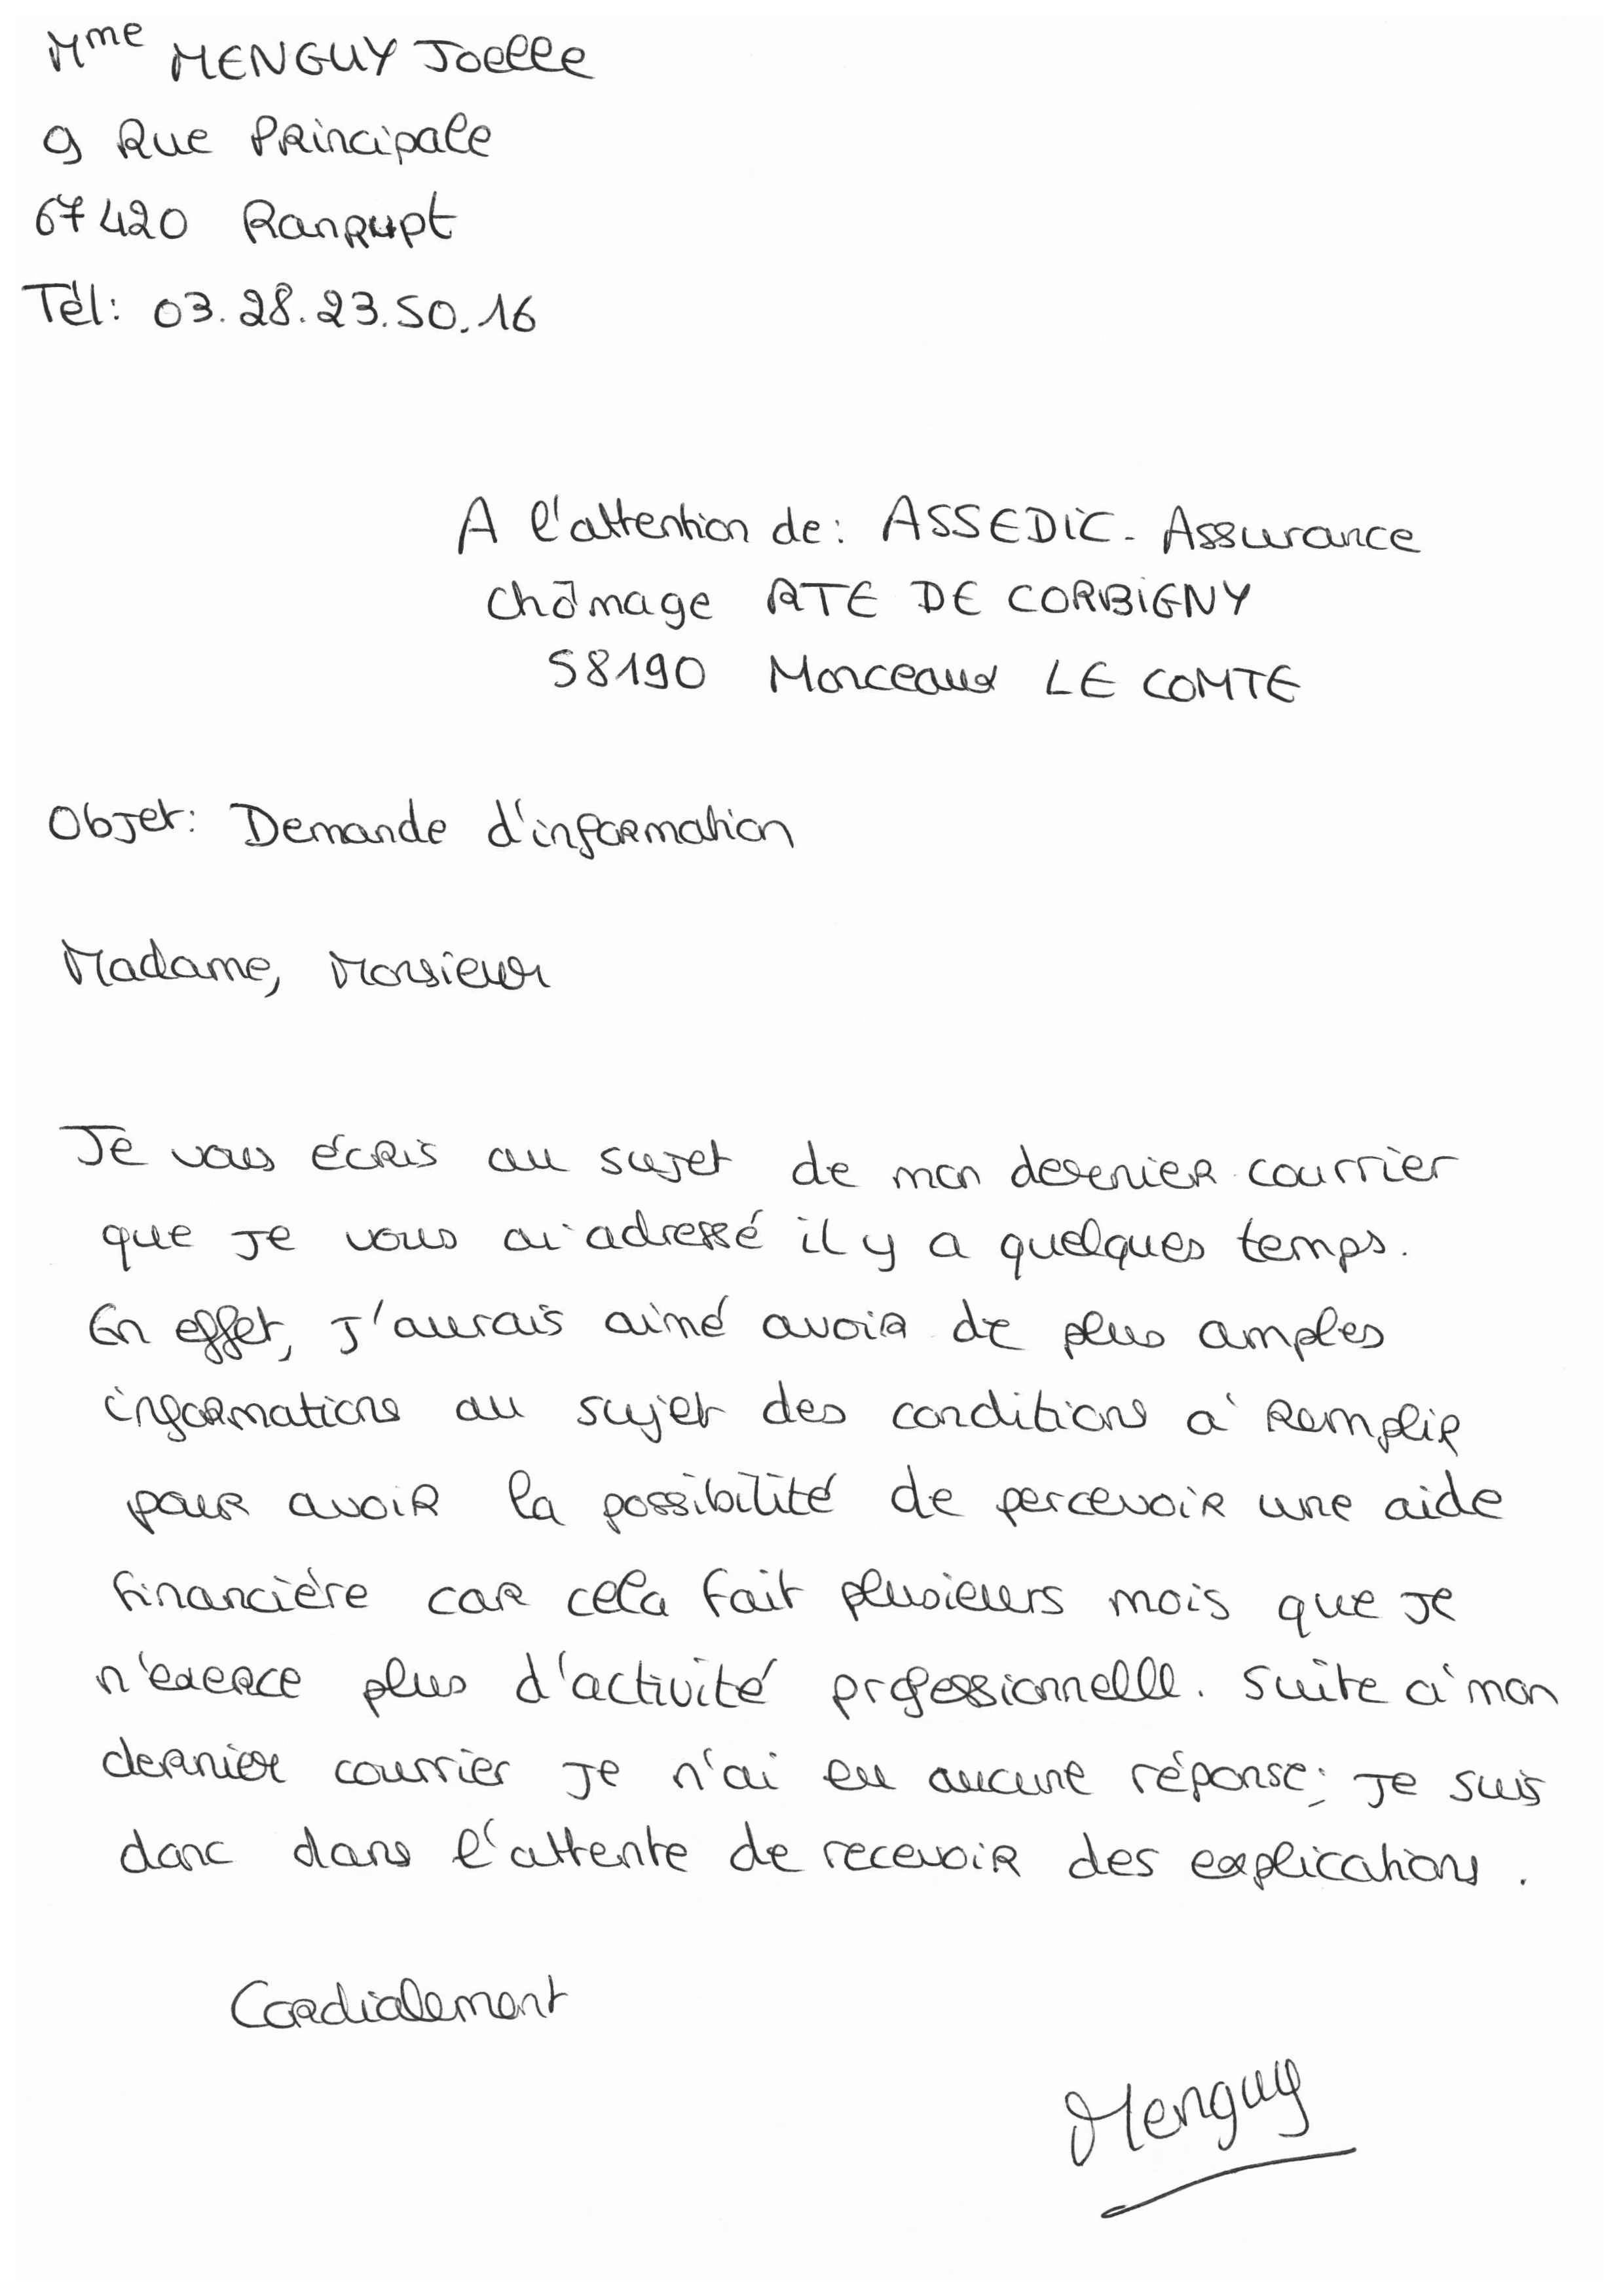 Mme MENGUY Joelle
9 Rue Principale
67420 Ranrupt
Tél: 03.28.23.50.16
A l'attention de: ASSEDIC - Assurance
chômage RTE DE CORBIGNY
58190 Monceaux LE COMTE
Objet: Demande d'information
Madame, Monsieur
Je vous écris au sujet de mon dernier courrier
que je vous ai adressé il y a quelques temps.
En effet, j'aurais aimé avoir de plus amples
informations au sujet des conditions à remplir
pour avoir la possibilité de percevoir une aide
financière car cela fait plusieurs mois que je
n'exerce plus d'activité professionnelle. Suite à mon
dernier courrier je n'ai eu aucune réponse; je suis
donc dans l'attente de recevoir des explications.
Cordialement
Menguy